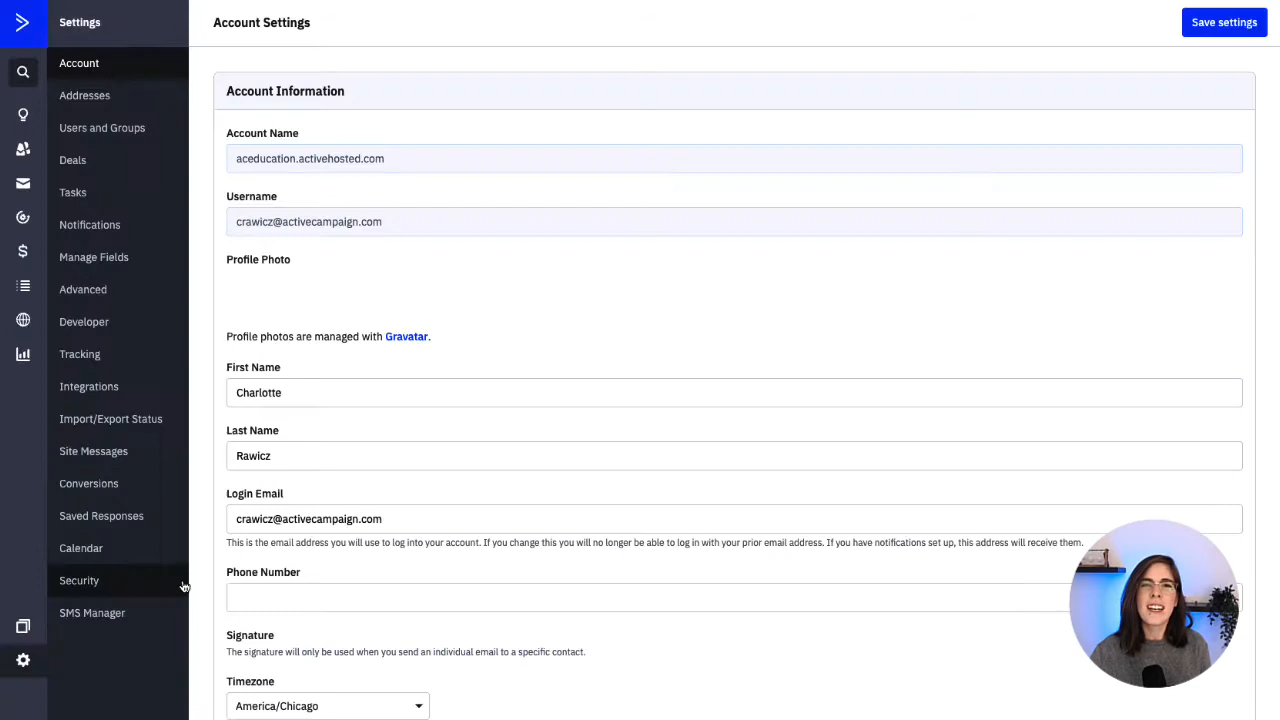 Settings
Account
Addresses
Users and Groups
Deals
Tasks
Notifications
Manage Fields
Advanced
Developer
Tracking
Integrations
Import/Export Status
Site Messages
Conversions
Saved Responses
Calendar
Security
SMS Manager
Account Settings
Save settings
Account Information
Account Name
aceducation.activehosted.com
Username
crawicz@activecampaign.com
Profile Photo
Profile photos are managed with Gravatar.
First Name
Charlotte
Last Name
Rawicz
Login Email
crawicz@activecampaign.com
This is the email address you will use to log into your account. If you change this you will no longer be able to log in with your prior email address. If you have notifications set up, this address will receive them.
Phone Number
Signature
The signature will only be used when you send an individual email to a specific contact.
Timezone
America/Chicago